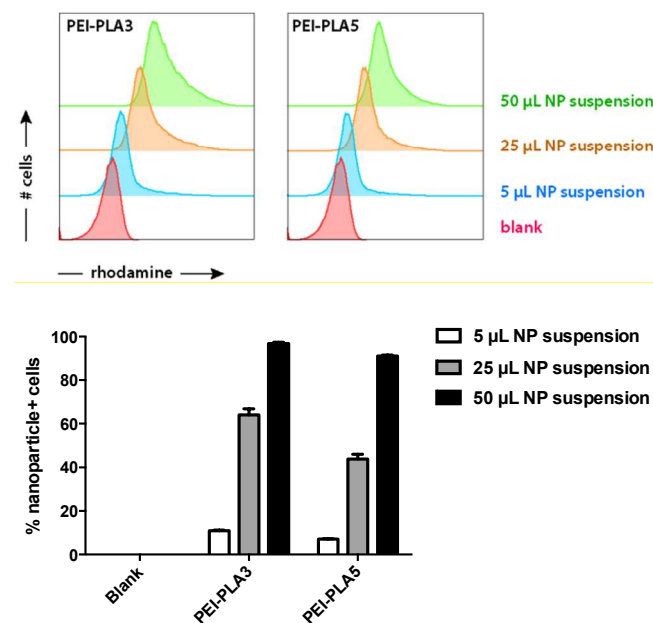 PEI-PLA3
PEI-PLA5
50 µL NP suspension
25 µL NP suspension
5 µL NP suspension
blank
# cells
rhodamine
% nanoparticle+ cells
100
80
60
40
20
0
Blank
PEI-PLA3
PEI-PLA5
5 µL NP suspension
25 µL NP suspension
50 µL NP suspension